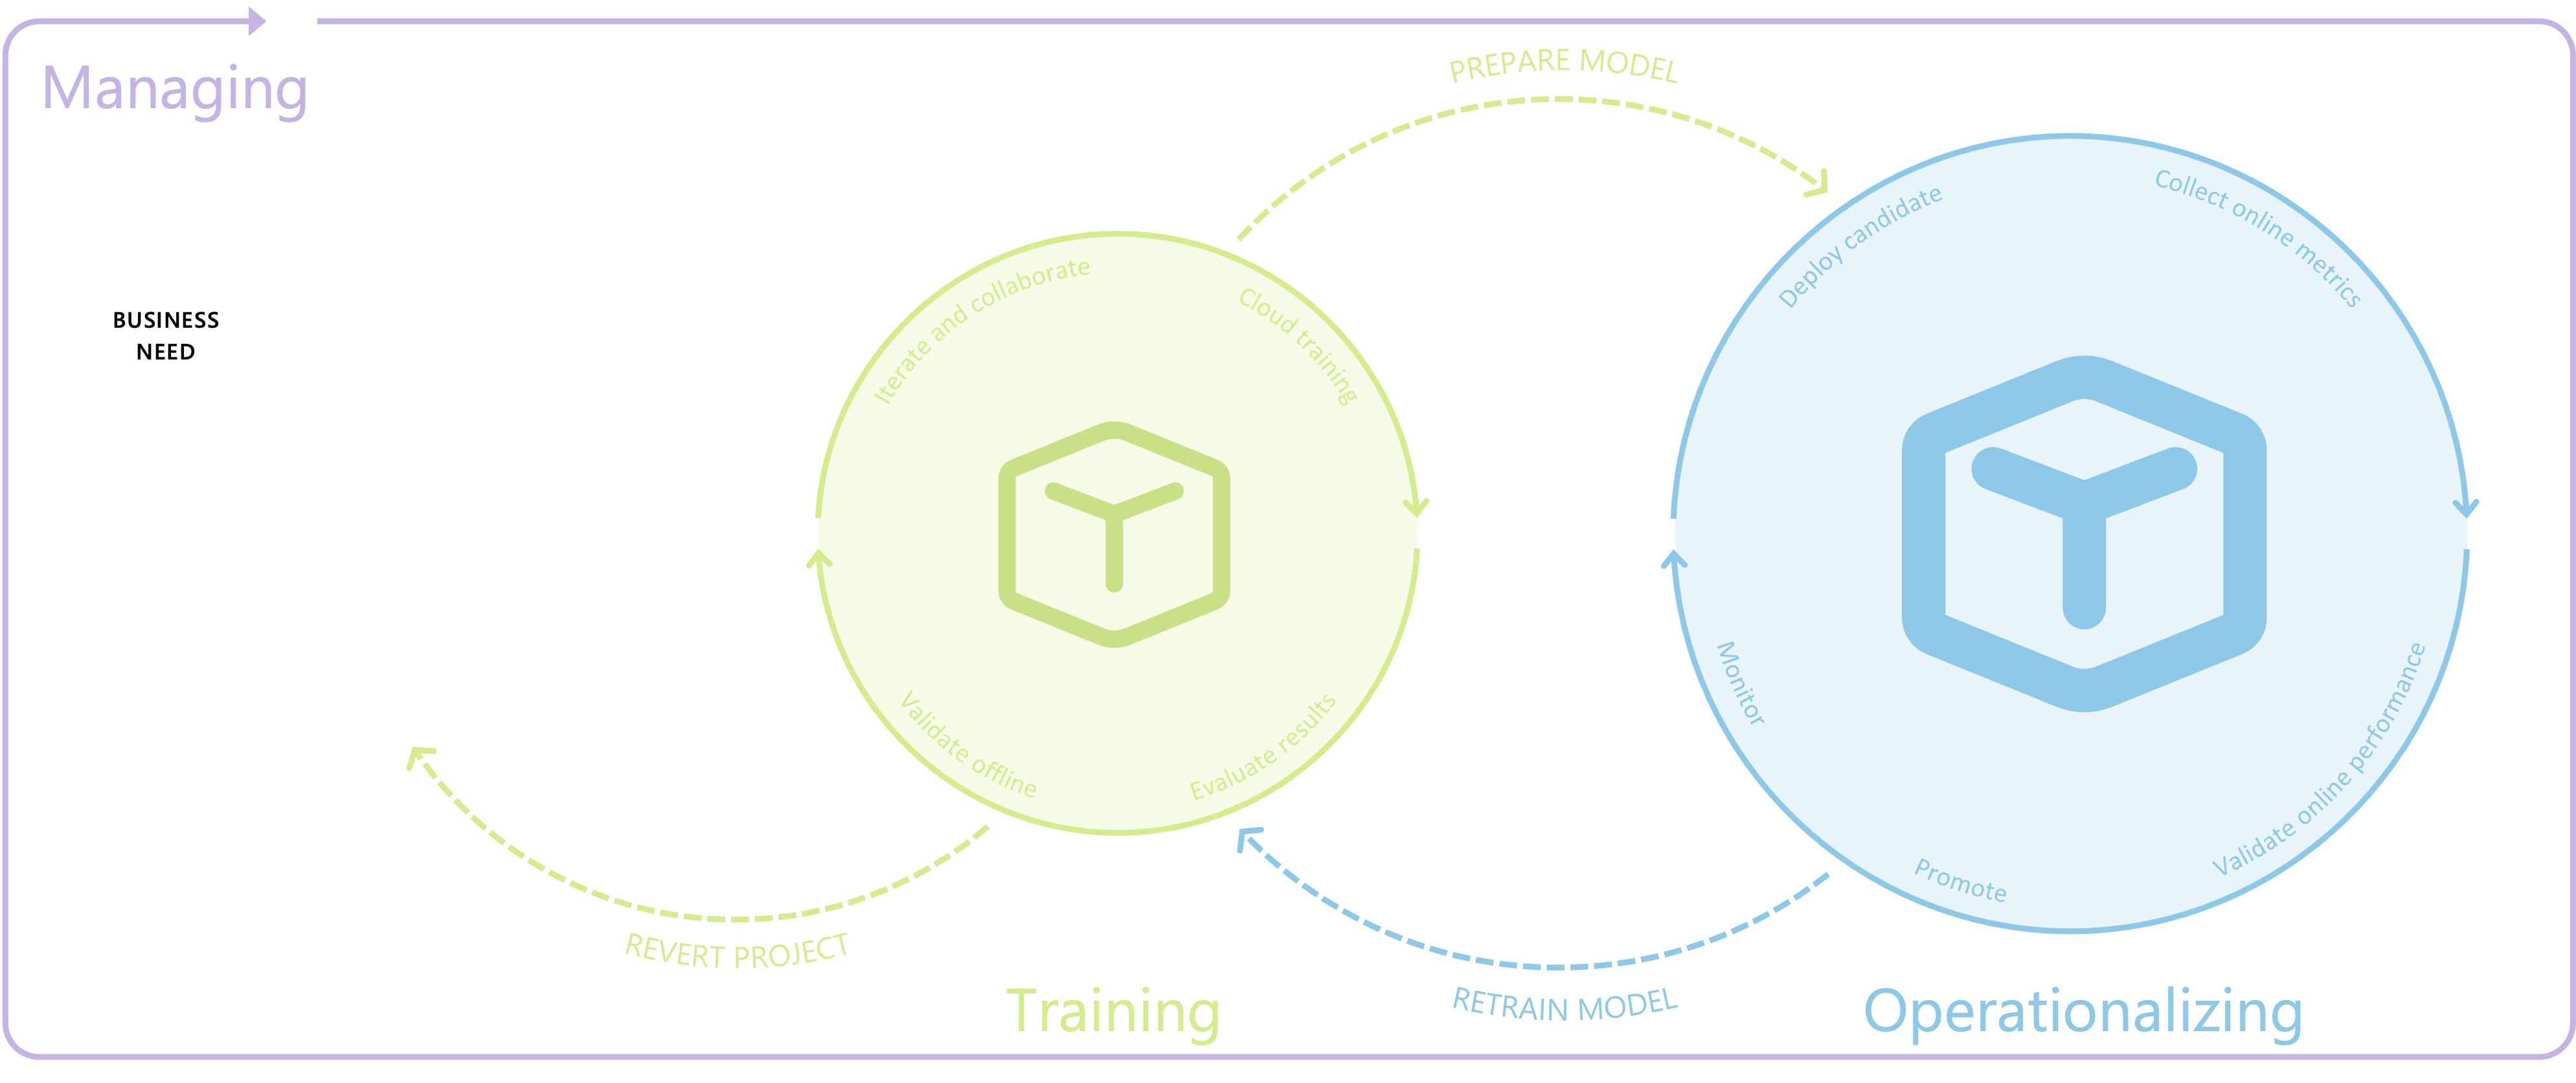 Managing
PREPARE MODEL
BUSINESS
NEED
Iterate and collaborate
Cloud training
Evaluate results
Validate offline
Deploy candidate
Collect online metrics
Validate online performance
Promote
Monitor
REVERT PROJECT
RETRAIN MODEL
Training
Operationalizing